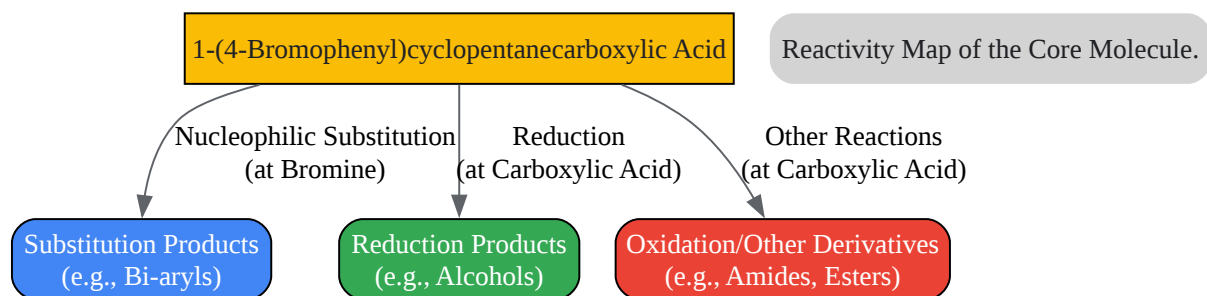 1-(4-Bromophenyl)cyclopentanecarboxylic Acid
Reactivity Map of the Core Molecule.
Nucleophilic Substitution
(at Bromine)
Reduction
(at Carboxylic Acid)
Other Reactions
(at Carboxylic Acid)
Substitution Products
(e.g., Bi-aryls)
Reduction Products
(e.g., Alcohols)
Oxidation/Other Derivatives
(e.g., Amides, Esters)